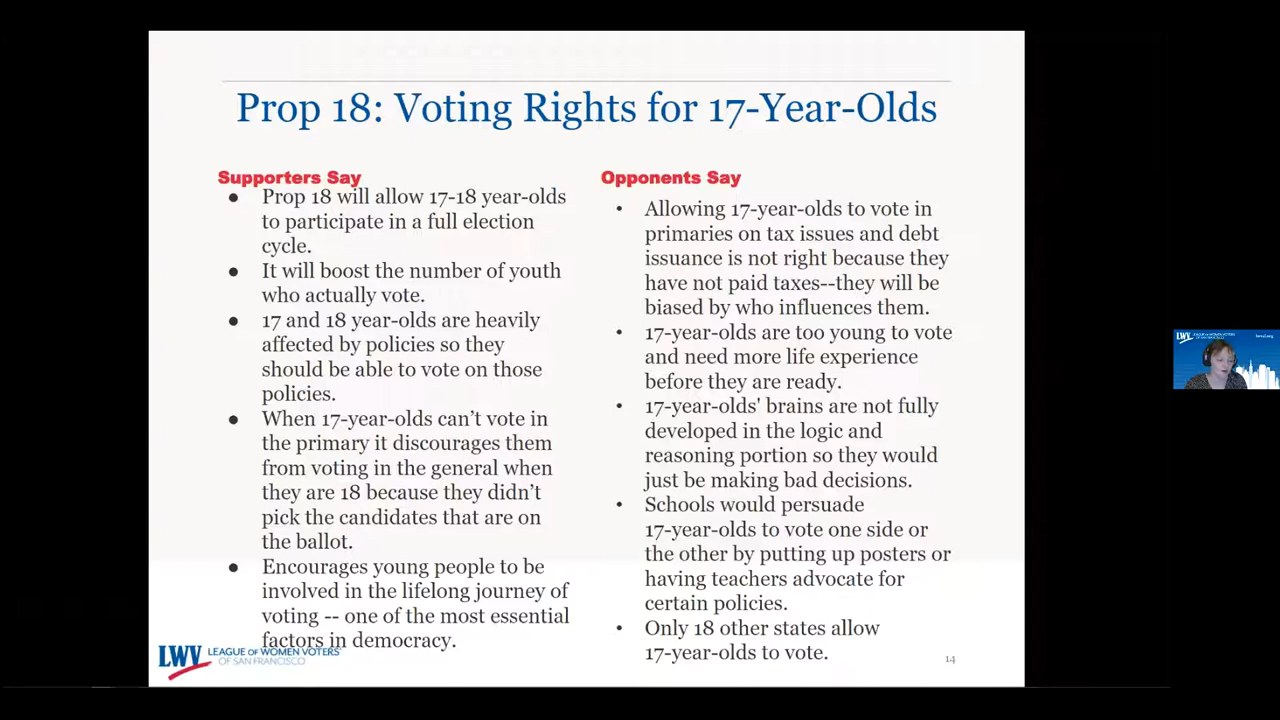 Prop 18: Voting Rights for 17-Year-Olds
Supporters Say
● Prop 18 will allow 17-18 year-olds
to participate in a full election
cycle.
● It will boost the number of youth
who actually vote.
● 17 and 18 year-olds are heavily
affected by policies so they
should be able to vote on those
policies.
● When 17-year-olds can’t vote in
the primary it discourages them
from voting in the general when
they are 18 because they didn’t
pick the candidates that are on
the ballot.
● Encourages young people to be
involved in the lifelong journey of
voting -- one of the most essential
factors in democracy.
Opponents Say
• Allowing 17-year-olds to vote in
primaries on tax issues and debt
issuance is not right because they
have not paid taxes--they will be
biased by who influences them.
• 17-year-olds are too young to vote
and need more life experience
before they are ready.
• 17-year-olds' brains are not fully
developed in the logic and
reasoning portion so they would
just be making bad decisions.
• Schools would persuade
17-year-olds to vote one side or
the other by putting up posters or
having teachers advocate for
certain policies.
• Only 18 other states allow
17-year-olds to vote.
LWV LEAGUE OF WOMEN VOTERS
OF SAN FRANCISCO
14
LWV LEAGUE OF WOMEN VOTERS
OF SAN FRANCISCO